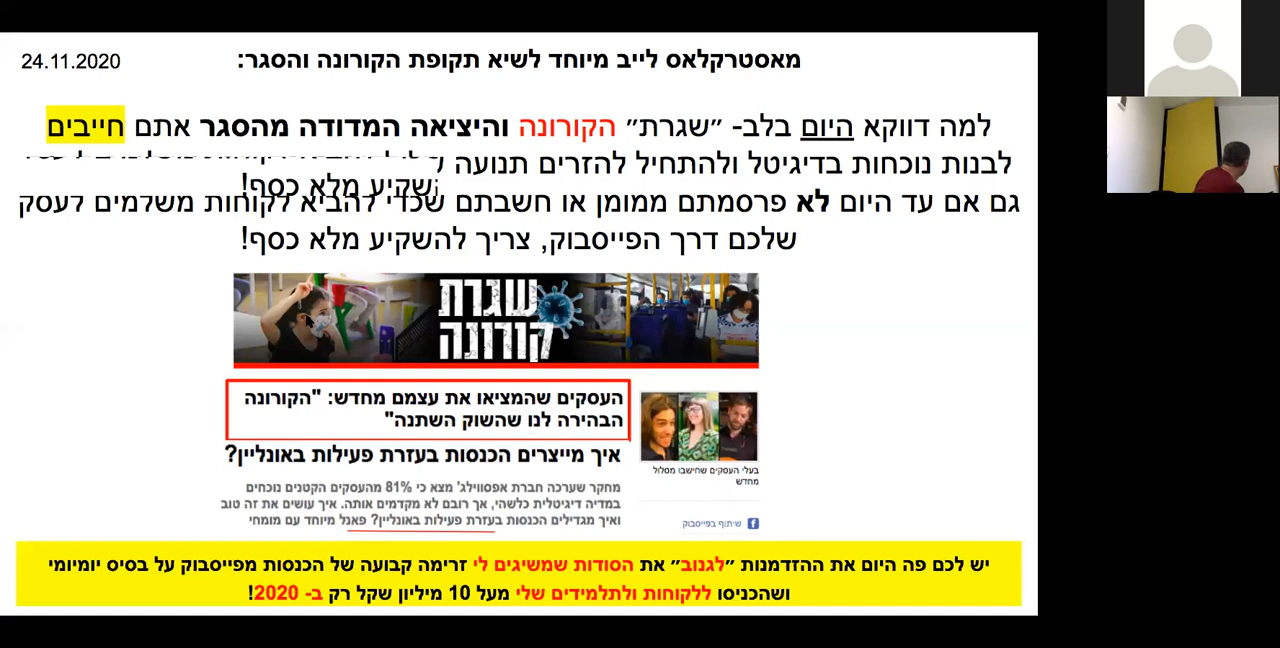 מאסטרקלאס לייב מיוחד לשיא תקופת הקורונה והסגר:
24.11.2020
למה דווקא היום בלב- ״שגרת״ הקורונה והיציאה המדודה מהסגר אתם חייבים
לבנות נוכחות בדיגיטל ולהתחיל להזרים תנועה
שקיע מלא כסף!
גם אם עד היום לא פרסמתם ממומן או חשבתם שכדי להביא לקוחות משלמים לעסק
שלכם דרך הפייסבוק, צריך להשקיע מלא כסף!
שגרת
קורונה
העסקים שהמציאו את עצמם מחדש: "הקורונה
הבהירה לנו שהשוק השתנה"
איך מייצרים הכנסות בעזרת פעילות באונליין?
מחקר שערכה חברת אפסווילג' מצא כי 81% מהעסקים הקטנים נוכחים
במדיה דיגיטלית כלשהי, אך רובם לא מקדמים אותה. איך עושים את זה טוב
ואיך מגדילים הכנסות בעזרת פעילות באונליין? פאנל מיוחד עם מומחי
בעלי העסקים שחישבו מסלול
מחדש
שיתוף בפייסבוק
יש לכם פה היום את ההזדמנות ״לגנוב״ את הסודות שמשיגים לי זרימה קבועה של הכנסות מפייסבוק על בסיס יומיומי
ושהכניסו ללקוחות ולתלמידים שלי מעל 10 מיליון שקל רק ב- 2020!